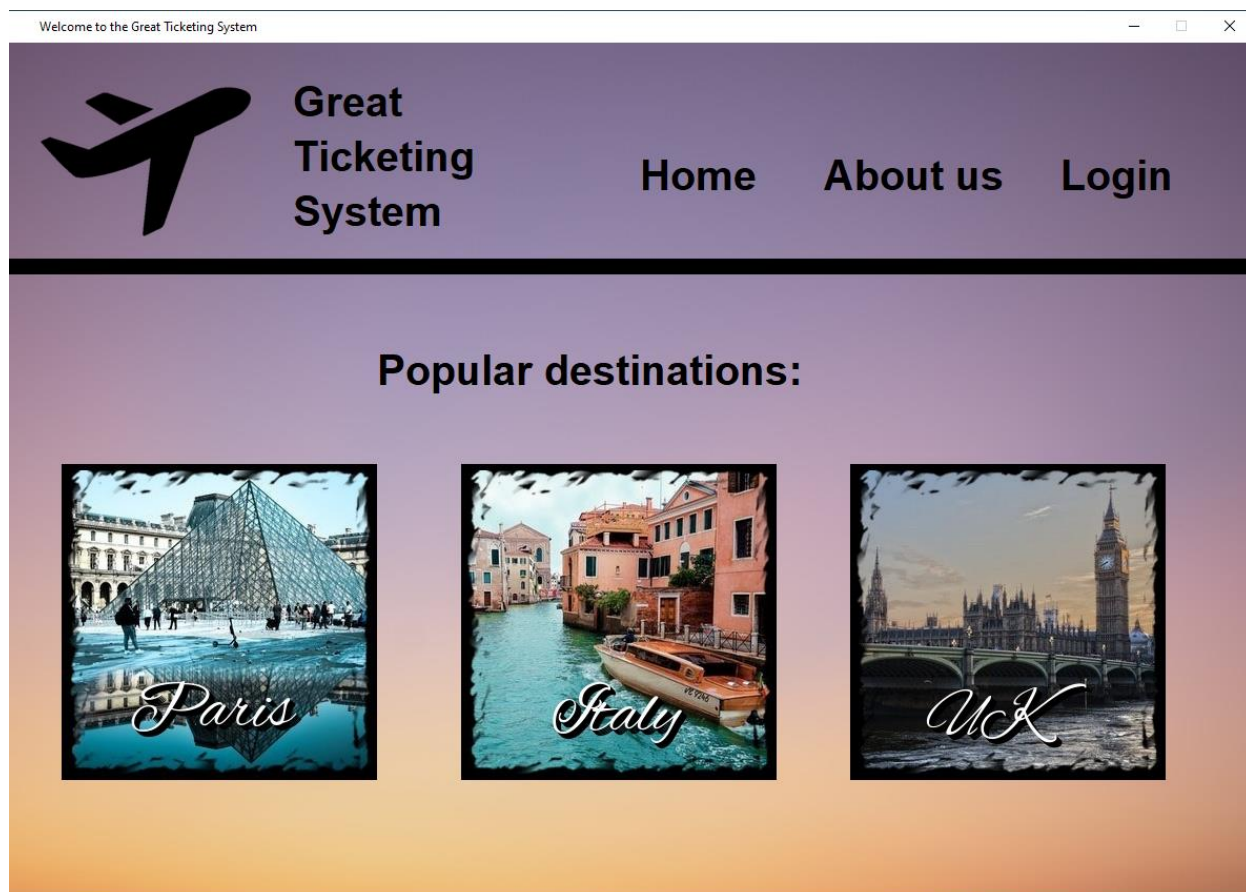 Welcome to the Great Ticketing System
Great
Ticketing
System
Home About us Login
Popular destinations:
Paris
Italy
UK